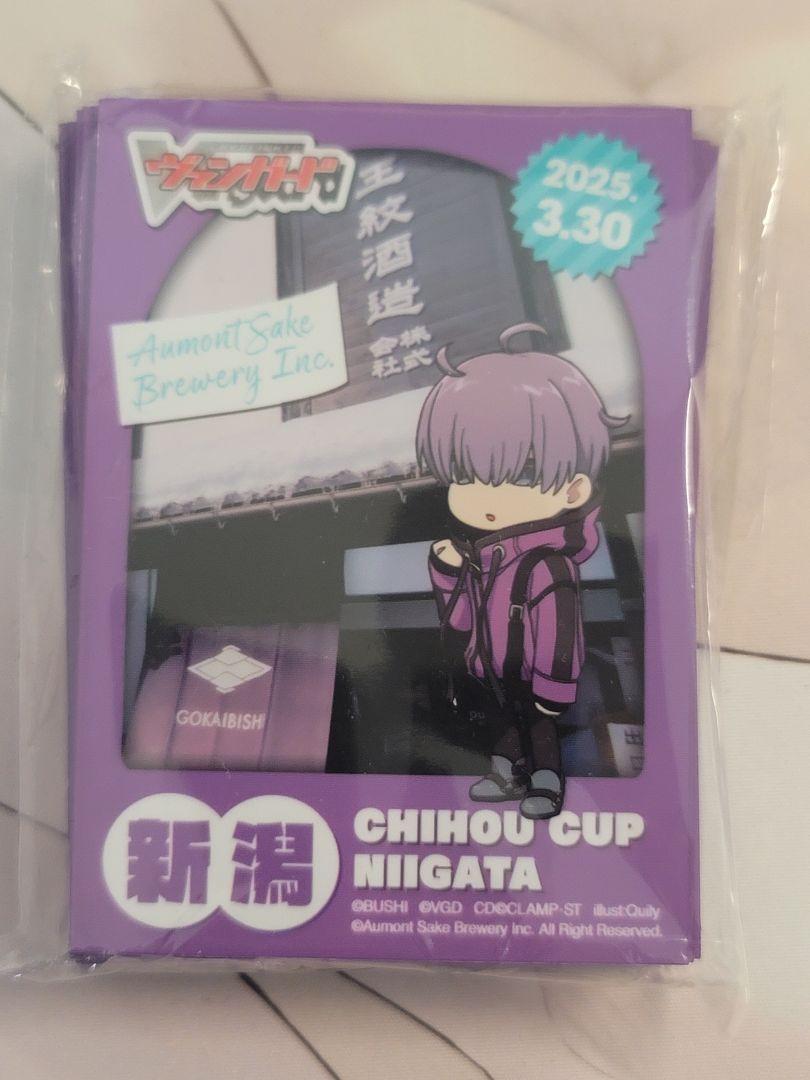 ヴァンガード
Vanguard
2025.
3.30
王紋酒造
株式
会社
Aumont Sake
Brewery Inc.
GOKAIBISHI
新潟
CHIHOU CUP
NIIGATA
©BUSHI ©VGD CD©CLAMP·ST illust:Quily
©Aumont Sake Brewery Inc. All Right Reserved.